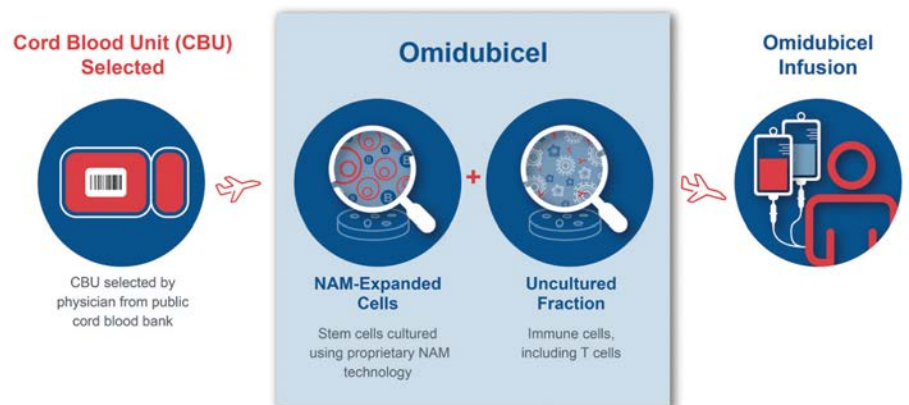 Cord Blood Unit (CBU)
Selected
CBU selected by
physician from public
cord blood bank
Omidubicel
B
B
B
B
B
+
NAM-Expanded
Cells
Stem cells cultured
using proprietary NAM
technology
Uncultured
Fraction
Immune cells,
including T cells
Omidubicel
Infusion